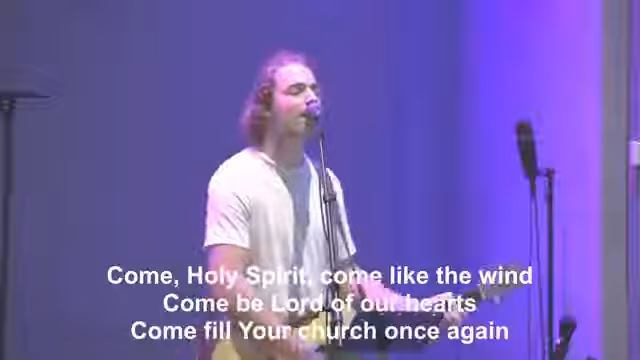 Come, Holy Spirit, come like the wind
Come be Lord of our hearts
Come fill Your church once again